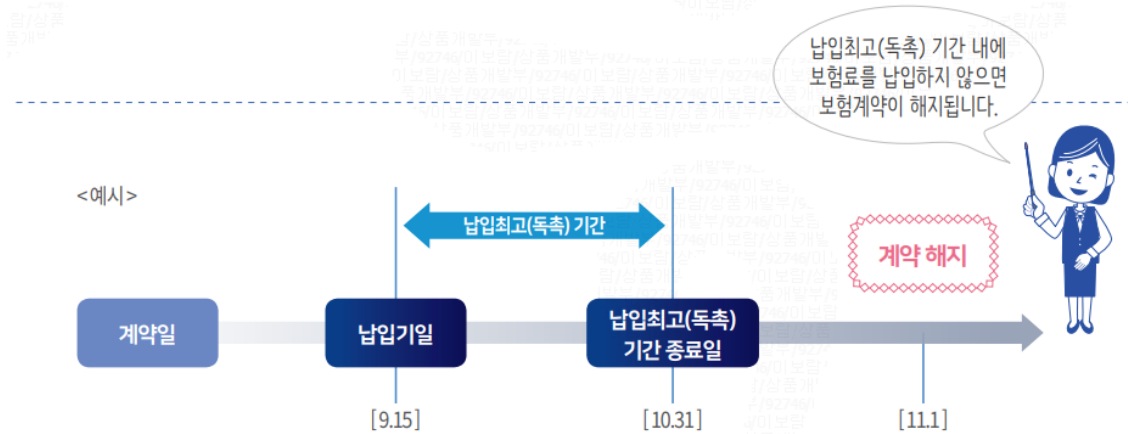 납입최고(독촉) 기간 내에
보험료를 납입하지 않으면
보험계약이 해지됩니다.
<예시>
납입최고(독촉) 기간
계약 해지
계약일
납입기일
납입최고(독촉)
기간 종료일
[9.15]
[10.31]
[11.1]